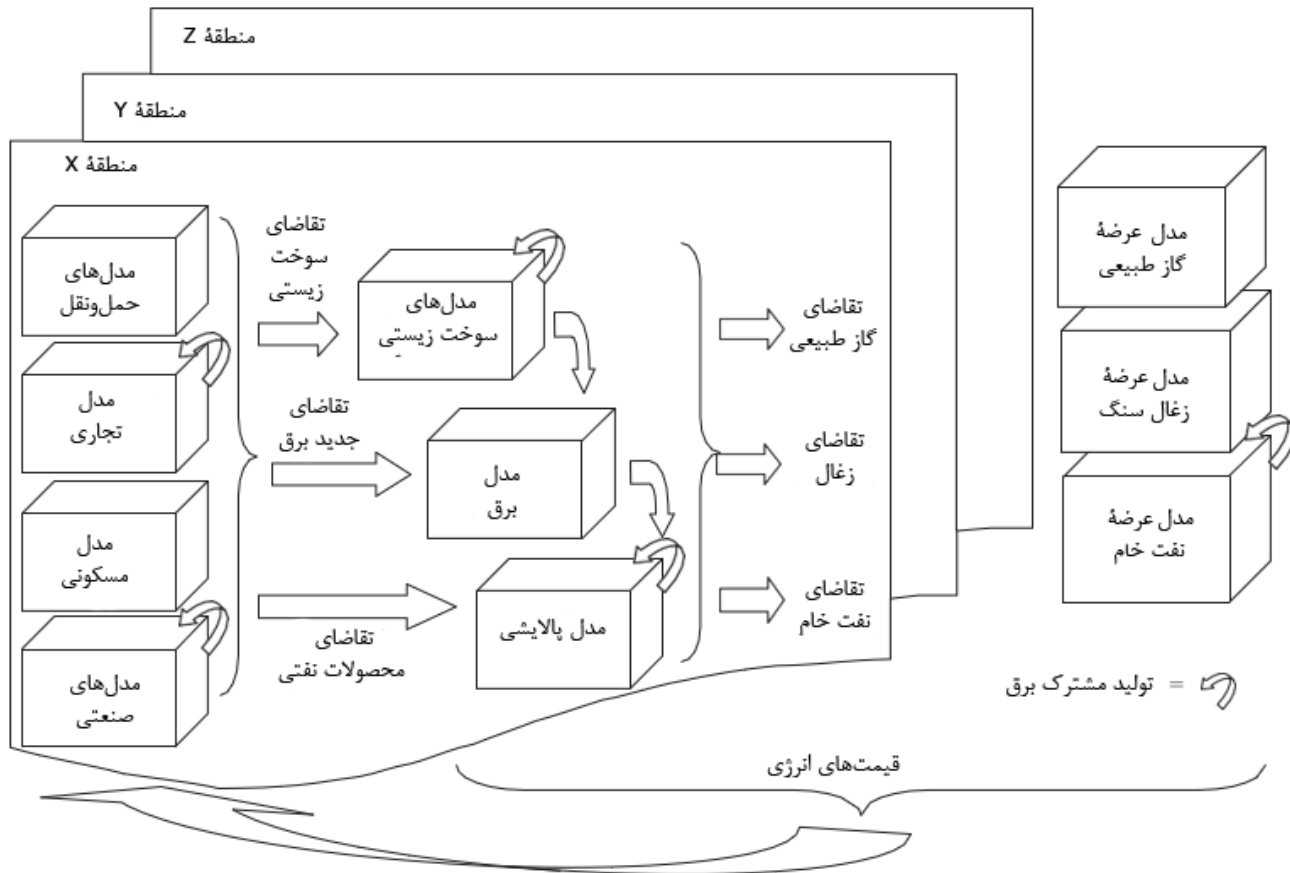 منطقهٔ Z
منطقهٔ Y
منطقهٔ X
مدل‌های
حمل‌ونقل
مدل
تجاری
مدل
مسکونی
مدل‌های
صنعتی
تقاضای
سوخت
زیستی
تقاضای
جدید برق
تقاضای
محصولات نفتی
مدل‌های
سوخت زیستی
مدل
برق
مدل پالایشی
تقاضای
گاز طبیعی
تقاضای
زغال
تقاضای
نفت خام
مدل عرضهٔ
گاز طبیعی
مدل عرضهٔ
زغال سنگ
مدل عرضهٔ
نفت خام
= تولید مشترک برق
قیمت‌های انرژی